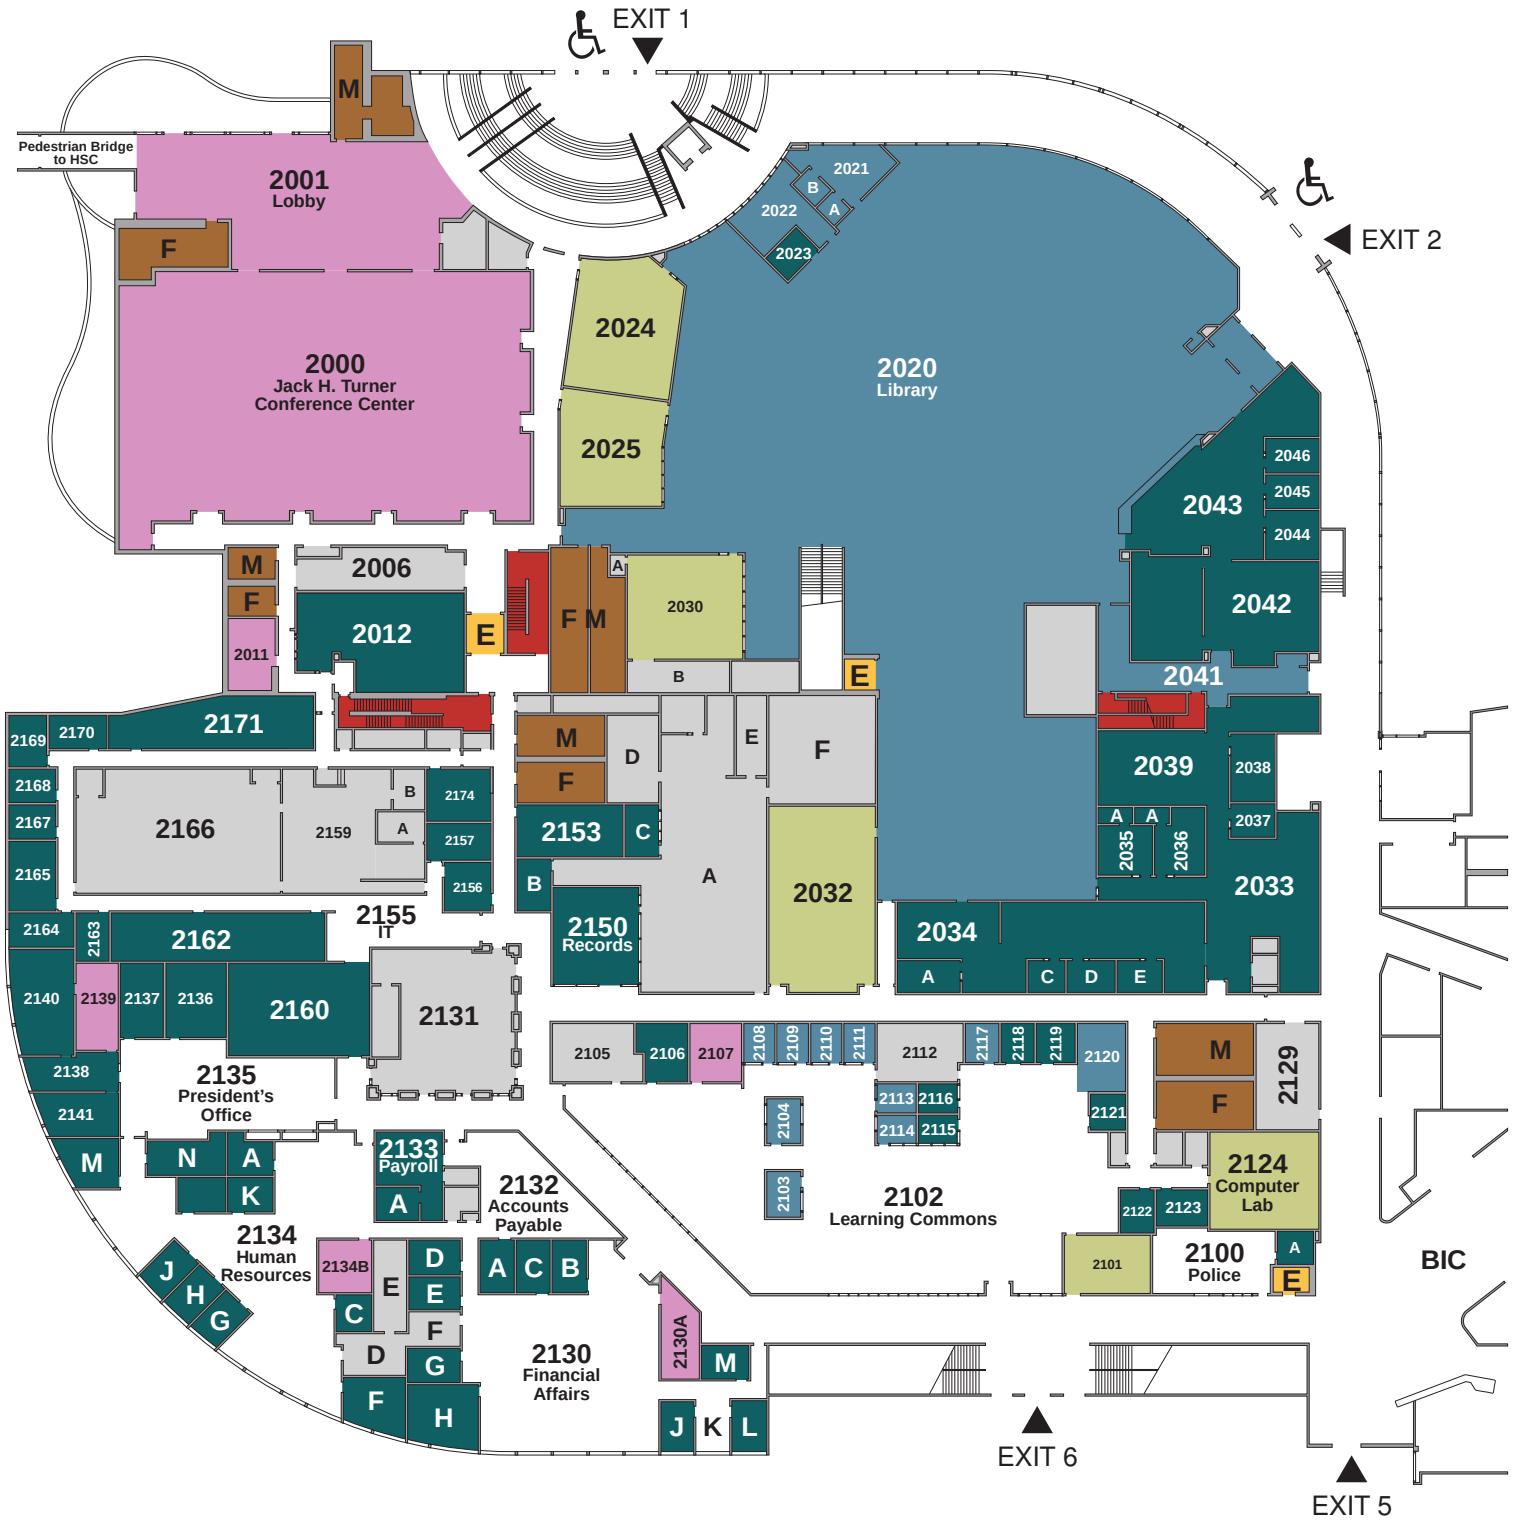 EXIT 1
M
Pedestrian Bridge
to HSC
2001
Lobby
2021
B
A
2022
2023
F
EXIT 2
2024
2000
Jack H. Turner
Conference Center
2020
Library
2025
2046
2045
2043
2044
M
2006
A
F
2012
E
F
M
2030
2042
2011
B
E
2041
2171
2170
2169
M
D
E
F
2039
2038
2168
F
2174
B
2167
2166
2159
A
2157
2153
C
A
A
2037
2035
2036
2165
2156
B
A
2032
2033
2155
IT
2164
2163
2162
2150
Records
2034
A
C
D
E
2140
2139
2137
2136
2160
2131
2105
2106
2107
2108
2109
2110
2111
2112
2117
2118
2119
2120
M
2129
2138
2135
President's
Office
2113
2116
F
2141
2104
2114
2115
2121
M
N
A
2133
Payroll
2124
Computer
Lab
K
A
2132
Accounts
Payable
2103
2102
Learning Commons
2122
2123
2134
Human
Resources
J
H
G
2134B
E
D
A
C
B
2101
2100
Police
A
E
BIC
C
E
F
D
G
2130
Financial
Affairs
2130A
M
F
H
J
K
L
EXIT 6
EXIT 5